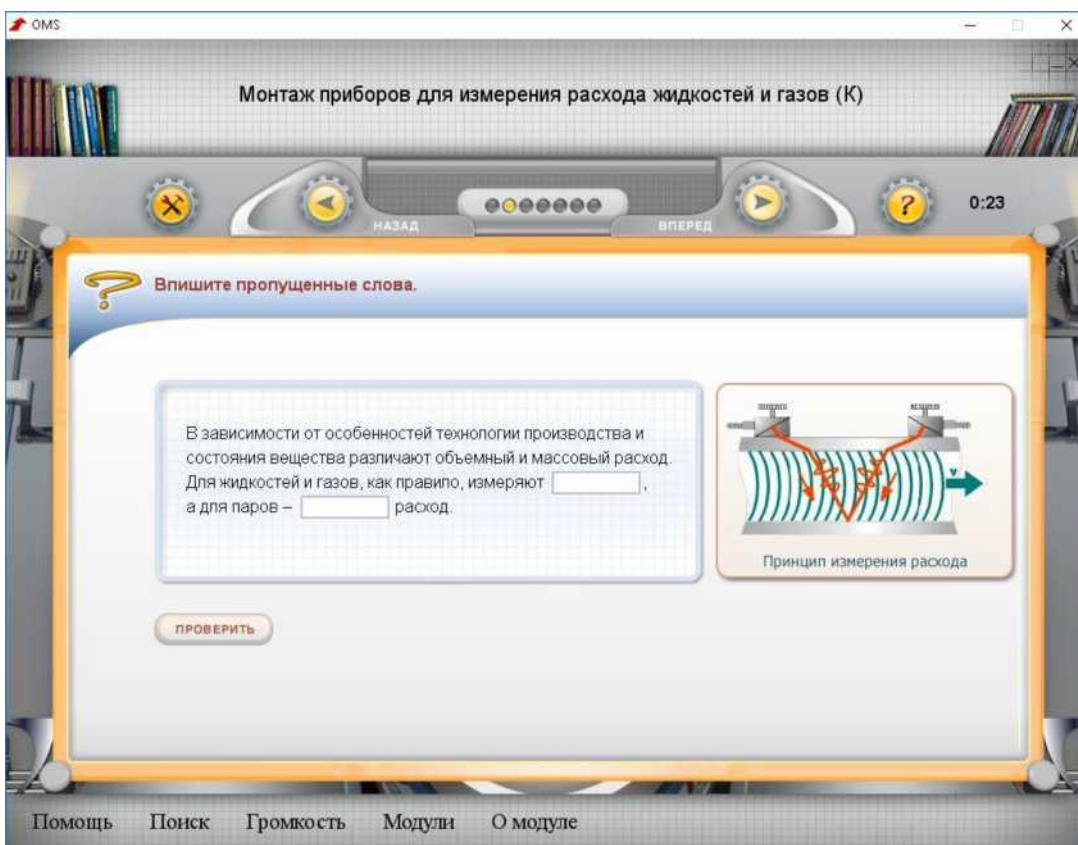 OMS
Монтаж приборов для измерения расхода жидкостей и газов (К)
НАЗАД
ВПЕРЕД
0:23
Впишите пропущенные слова.
В зависимости от особенностей технологии производства и
состояния вещества различают объемный и массовый расход.
Для жидкостей и газов, как правило, измеряют ,
а для паров – расход.
v
Принцип измерения расхода
ПРОВЕРИТЬ
Помощь Поиск Громкость Модули О модуле